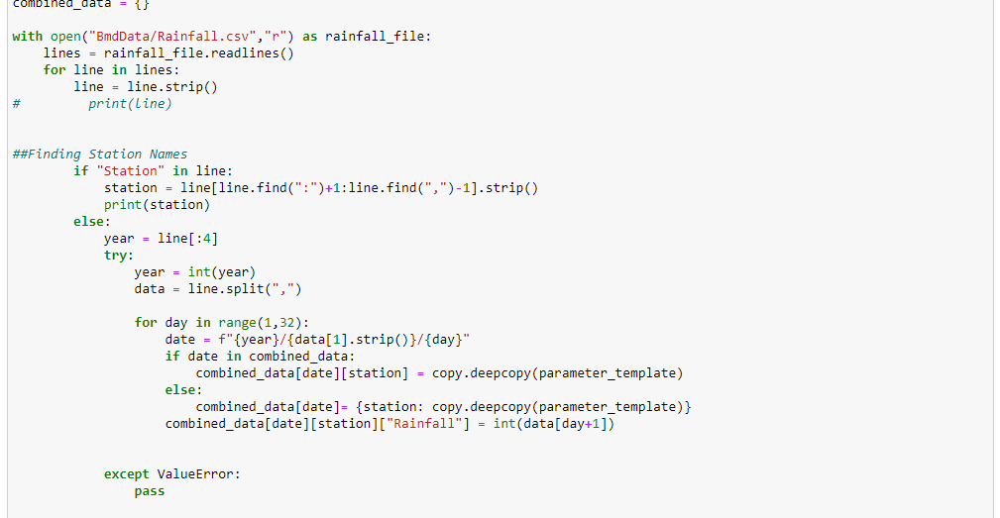 combined_data = {}
with open("BmdData/Rainfall.csv","r") as rainfall_file:
    lines = rainfall_file.readlines()
    for line in lines:
        line = line.strip()
#         print(line)
##Finding Station Names
        if "Station" in line:
            station = line[line.find(":")+1:line.find(",")-1].strip()
            print(station)
        else:
            year = line[:4]
            try:
                year = int(year)
                data = line.split(",")
                for day in range(1,32):
                    date = f"{year}/{data[1].strip()}/{day}"
                    if date in combined_data:
                        combined_data[date][station] = copy.deepcopy(parameter_template)
                    else:
                        combined_data[date]= {station: copy.deepcopy(parameter_template)}
                    combined_data[date][station]["Rainfall"] = int(data[day+1])
            except ValueError:
                pass